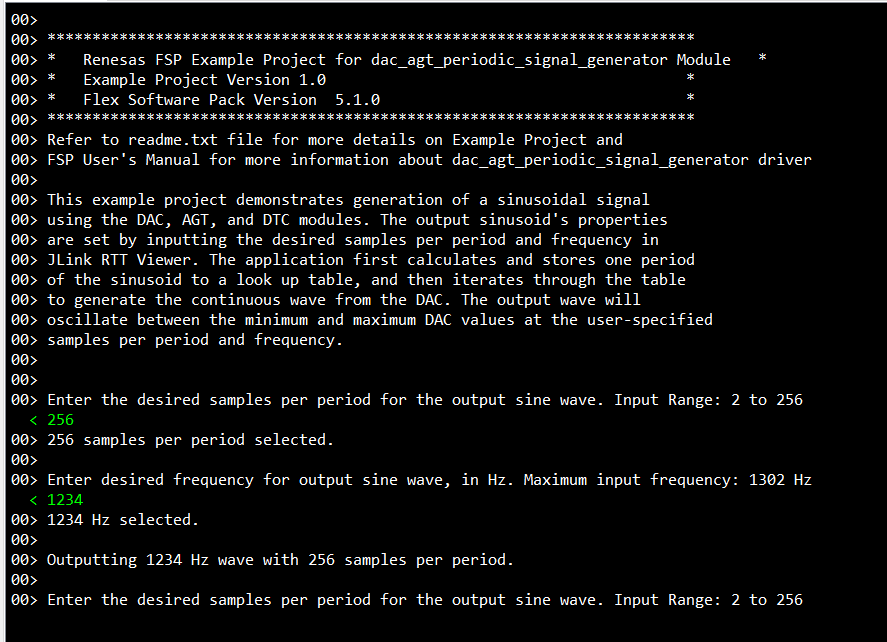 00>
00> ************************************************************************
00> *   Renesas FSP Example Project for dac_agt_periodic_signal_generator Module   *
00> *   Example Project Version 1.0                                        *
00> *   Flex Software Pack Version  5.1.0                                  *
00> ************************************************************************
00> Refer to readme.txt file for more details on Example Project and
00> FSP User's Manual for more information about dac_agt_periodic_signal_generator driver
00>
00> This example project demonstrates generation of a sinusoidal signal
00> using the DAC, AGT, and DTC modules. The output sinusoid's properties
00> are set by inputting the desired samples per period and frequency in
00> JLink RTT Viewer. The application first calculates and stores one period
00> of the sinusoid to a look up table, and then iterates through the table
00> to generate the continuous wave from the DAC. The output wave will
00> oscillate between the minimum and maximum DAC values at the user-specified
00> samples per period and frequency.
00>
00>
00> Enter the desired samples per period for the output sine wave. Input Range: 2 to 256
< 256
00> 256 samples per period selected.
00>
00> Enter desired frequency for output sine wave, in Hz. Maximum input frequency: 1302 Hz
< 1234
00> 1234 Hz selected.
00>
00> Outputting 1234 Hz wave with 256 samples per period.
00>
00> Enter the desired samples per period for the output sine wave. Input Range: 2 to 256